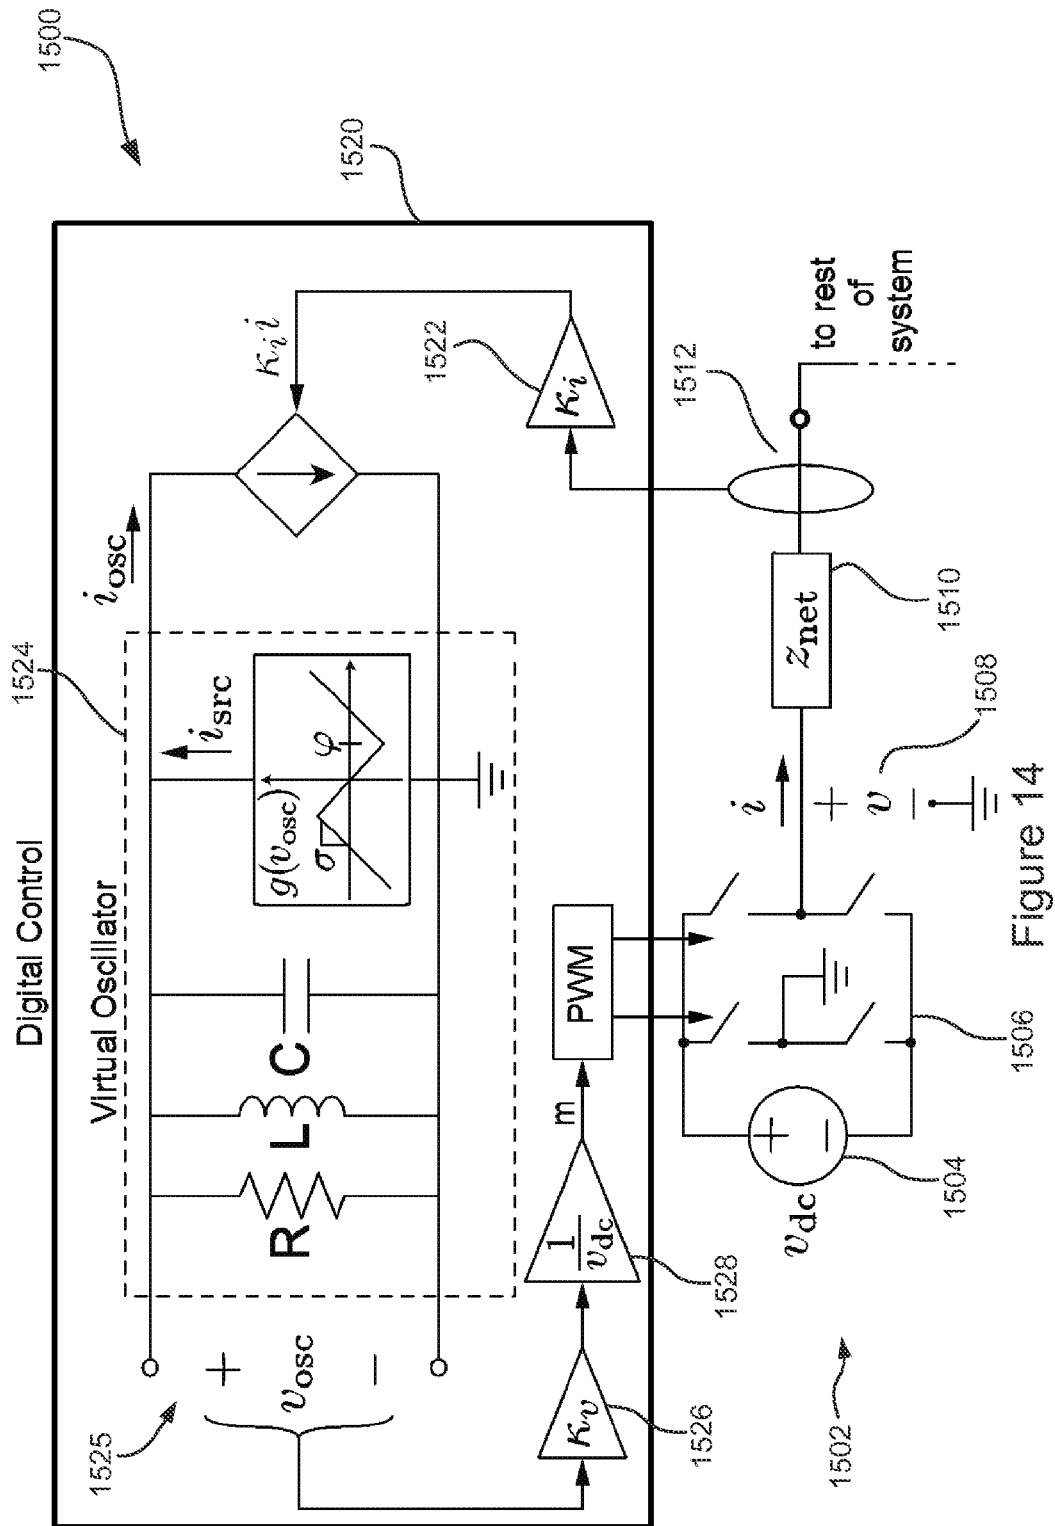 1500
Digital Control
1520
1524
Virtual Oscillator
1525
+
v_osc
−
R
L
C
g(v_osc)
σ
φ
i_src
i_osc
κ_i i
1522
κ_i
κ_v
1526
1/v_dc
1528
m
PWM
1512
to rest
of
system
v_dc
+
−
1504
1506
i
+
v
−
1508
z_net
1510
1502
Figure 14